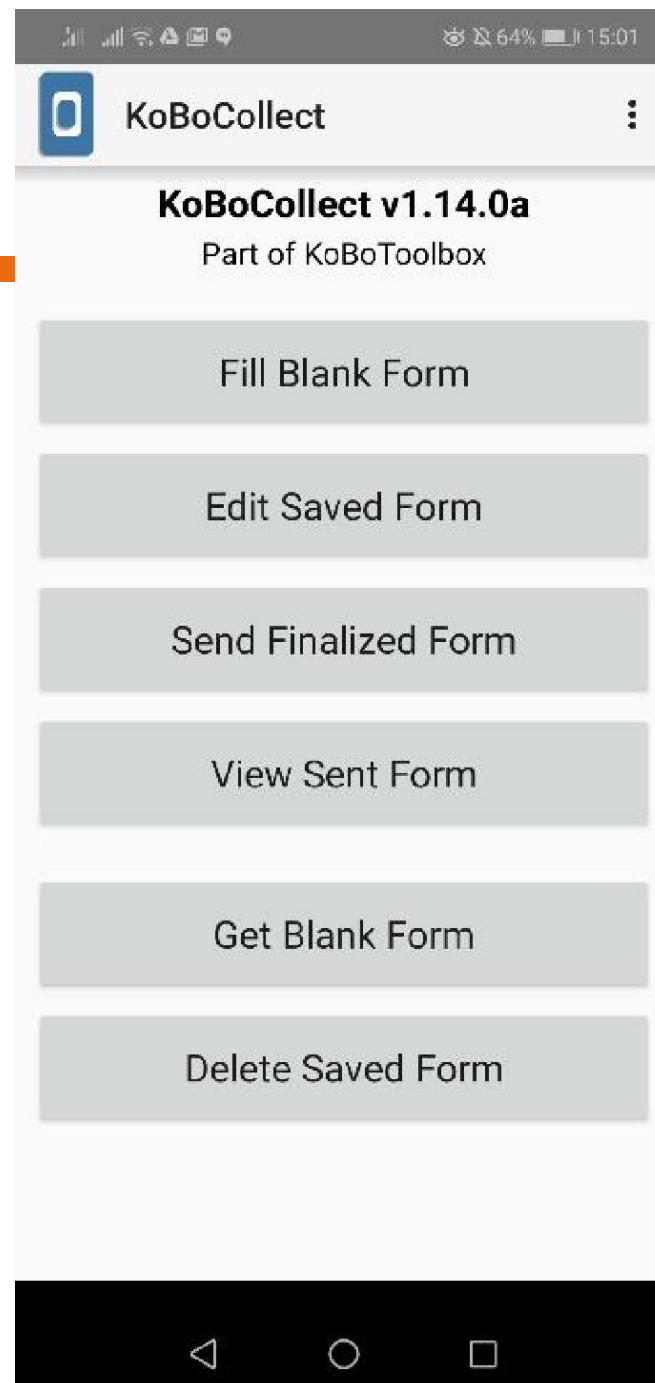 64% 15:01
KoBoCollect
KoBoCollect v1.14.0a
Part of KoBoToolbox
Fill Blank Form
Edit Saved Form
Send Finalized Form
View Sent Form
Get Blank Form
Delete Saved Form